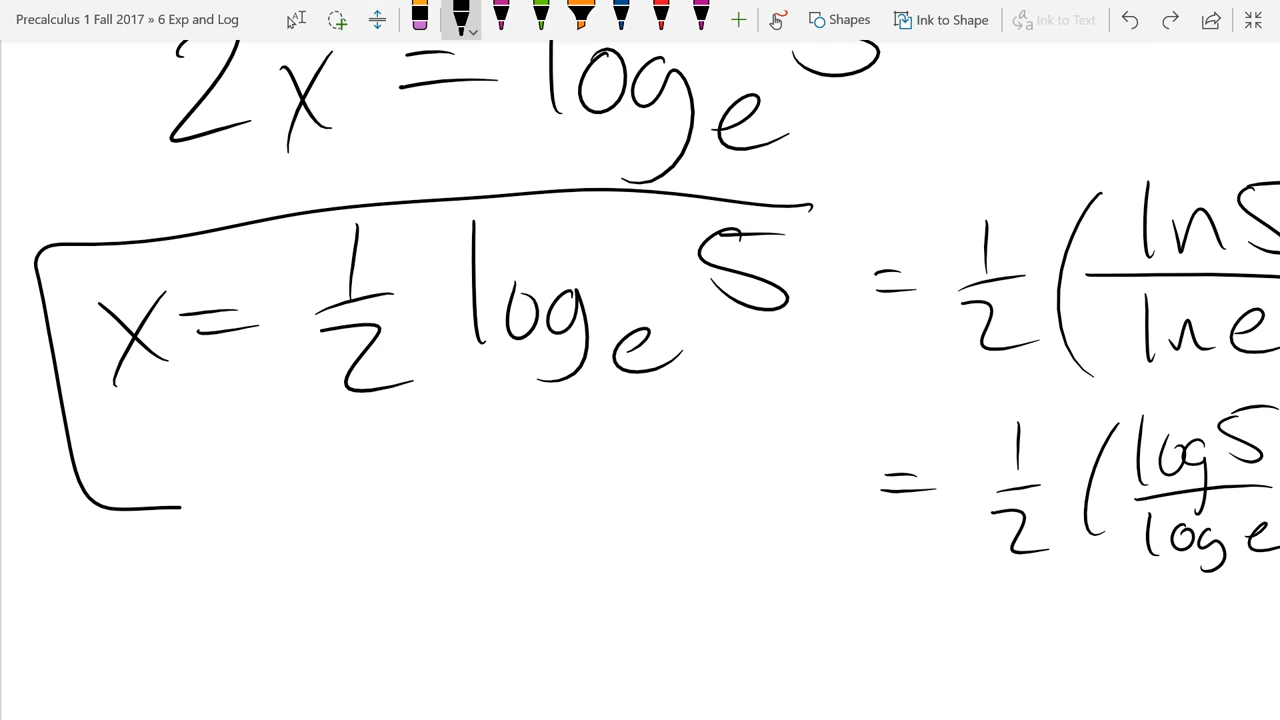 Precalculus 1 Fall 2017 » 6 Exp and Log
Shapes
Ink to Shape
Ink to Text
2x = log_e 5
x = 1/2 log_e 5 = 1/2 (ln 5 / ln e
= 1/2 (log 5 / log e